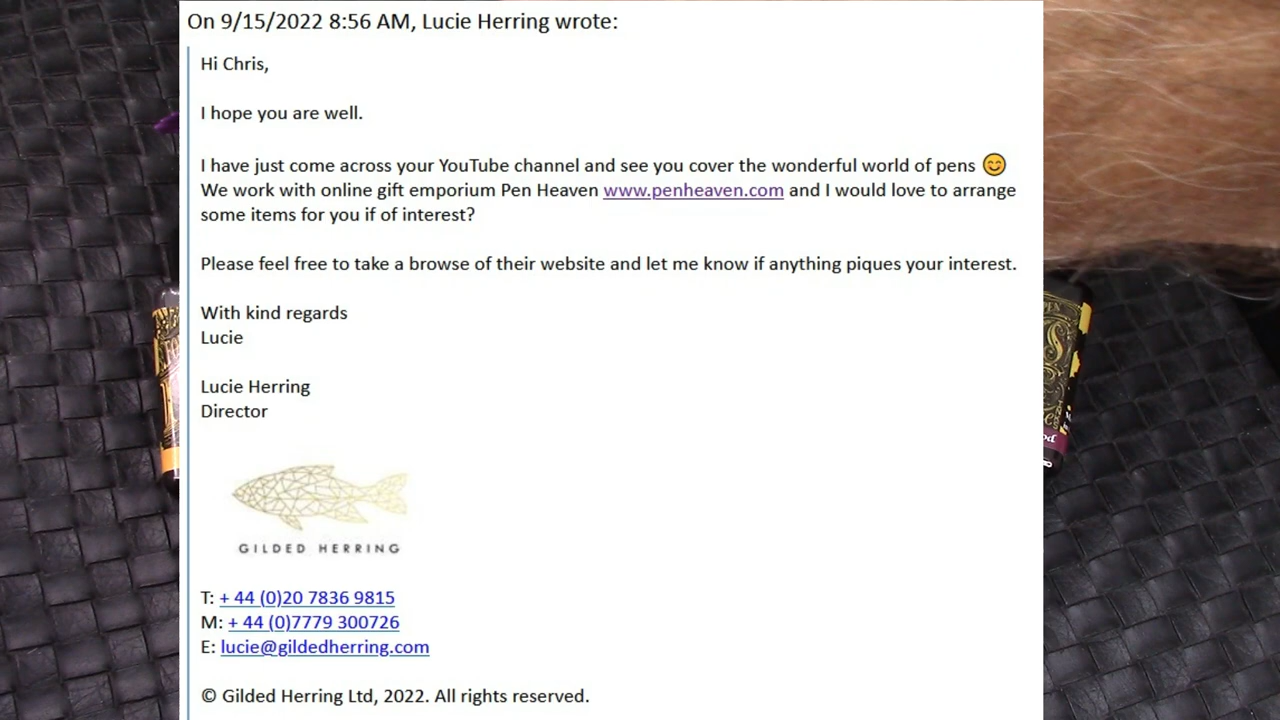 On 9/15/2022 8:56 AM, Lucie Herring wrote:
Hi Chris,
I hope you are well.
I have just come across your YouTube channel and see you cover the wonderful world of pens 😊
We work with online gift emporium Pen Heaven www.penheaven.com and I would love to arrange
some items for you if of interest?
Please feel free to take a browse of their website and let me know if anything piques your interest.
With kind regards
Lucie
Lucie Herring
Director
GILDED HERRING
T: + 44 (0)20 7836 9815
M: + 44 (0)7779 300726
E: lucie@gildedherring.com
© Gilded Herring Ltd, 2022. All rights reserved.